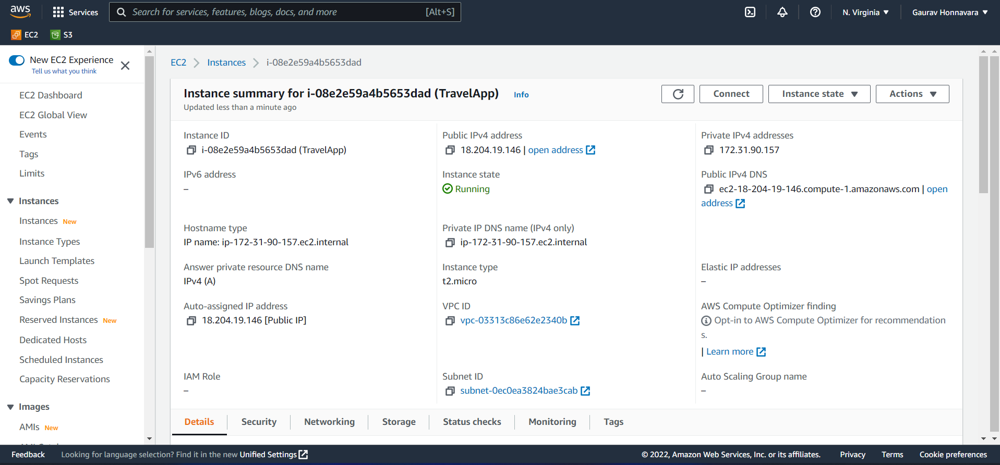 aws
Services
Search for services, features, blogs, docs, and more [Alt+S]
N. Virginia
Gaurav Honnavara
EC2
S3
New EC2 Experience
Tell us what you think
EC2 Dashboard
EC2 Global View
Events
Tags
Limits
Instances
Instances New
Instance Types
Launch Templates
Spot Requests
Savings Plans
Reserved Instances New
Dedicated Hosts
Scheduled Instances
Capacity Reservations
Images
AMIs New
EC2 > Instances > i-08e2e59a4b5653dad
Instance summary for i-08e2e59a4b5653dad (TravelApp) Info
Updated less than a minute ago
Connect
Instance state
Actions
Instance ID
i-08e2e59a4b5653dad (TravelApp)
Public IPv4 address
18.204.19.146 | open address
Private IPv4 addresses
172.31.90.157
IPv6 address
–
Instance state
Running
Public IPv4 DNS
ec2-18-204-19-146.compute-1.amazonaws.com | open
address
Hostname type
IP name: ip-172-31-90-157.ec2.internal
Private IP DNS name (IPv4 only)
ip-172-31-90-157.ec2.internal
Answer private resource DNS name
IPv4 (A)
Instance type
t2.micro
Elastic IP addresses
–
Auto-assigned IP address
18.204.19.146 [Public IP]
VPC ID
vpc-03313c86e62e2340b
AWS Compute Optimizer finding
Opt-in to AWS Compute Optimizer for recommendation
s.
| Learn more
IAM Role
–
Subnet ID
subnet-0ec0ea3824bae3cab
Auto Scaling Group name
–
Details
Security
Networking
Storage
Status checks
Monitoring
Tags
Feedback
Looking for language selection? Find it in the new Unified Settings
© 2022, Amazon Web Services, Inc. or its affiliates.
Privacy
Terms
Cookie preferences